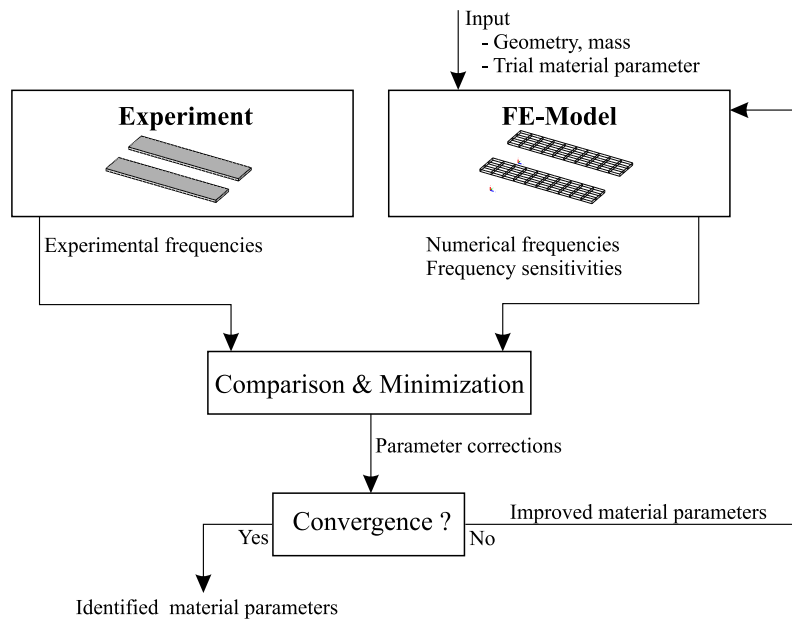 Input
- Geometry, mass
- Trial material parameter
Experiment
FE-Model
Experimental frequencies
Numerical frequencies
Frequency sensitivities
Comparison & Minimization
Parameter corrections
Convergence ?
Yes
No
Improved material parameters
Identified material parameters